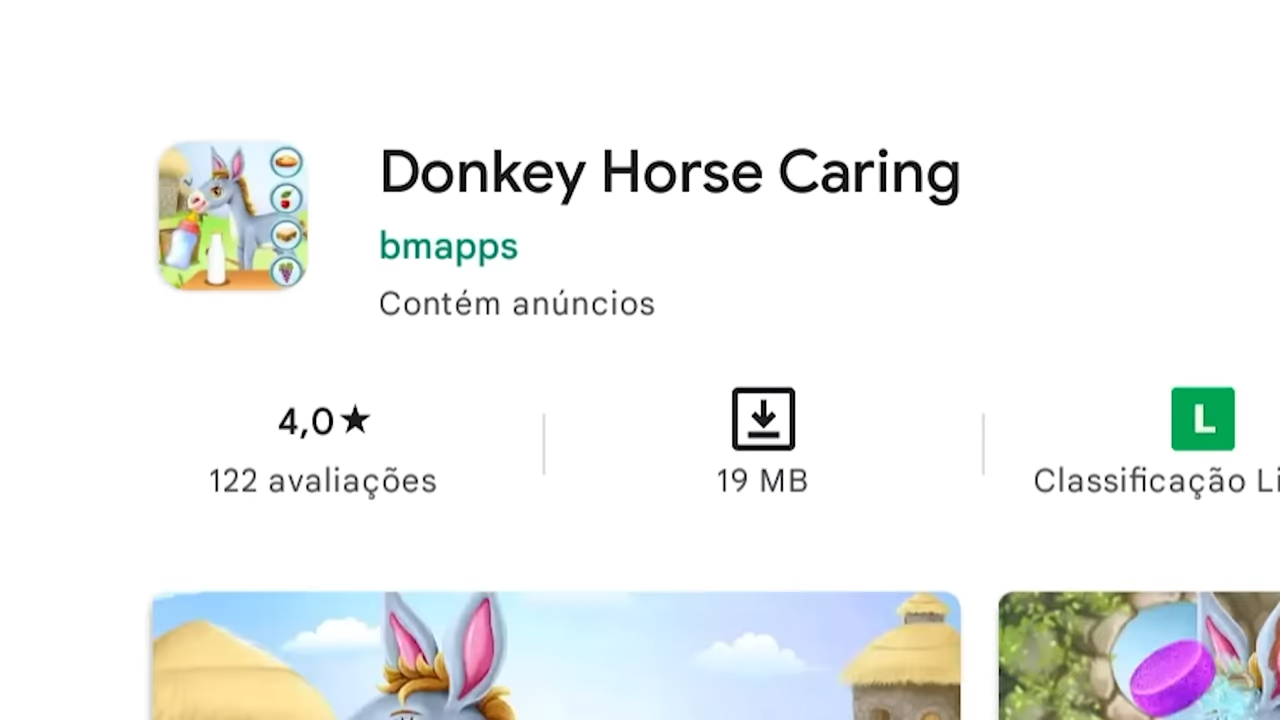 Donkey Horse Caring
bmapps
Contém anúncios
4,0★
122 avaliações
19 MB
L
Classificação Li